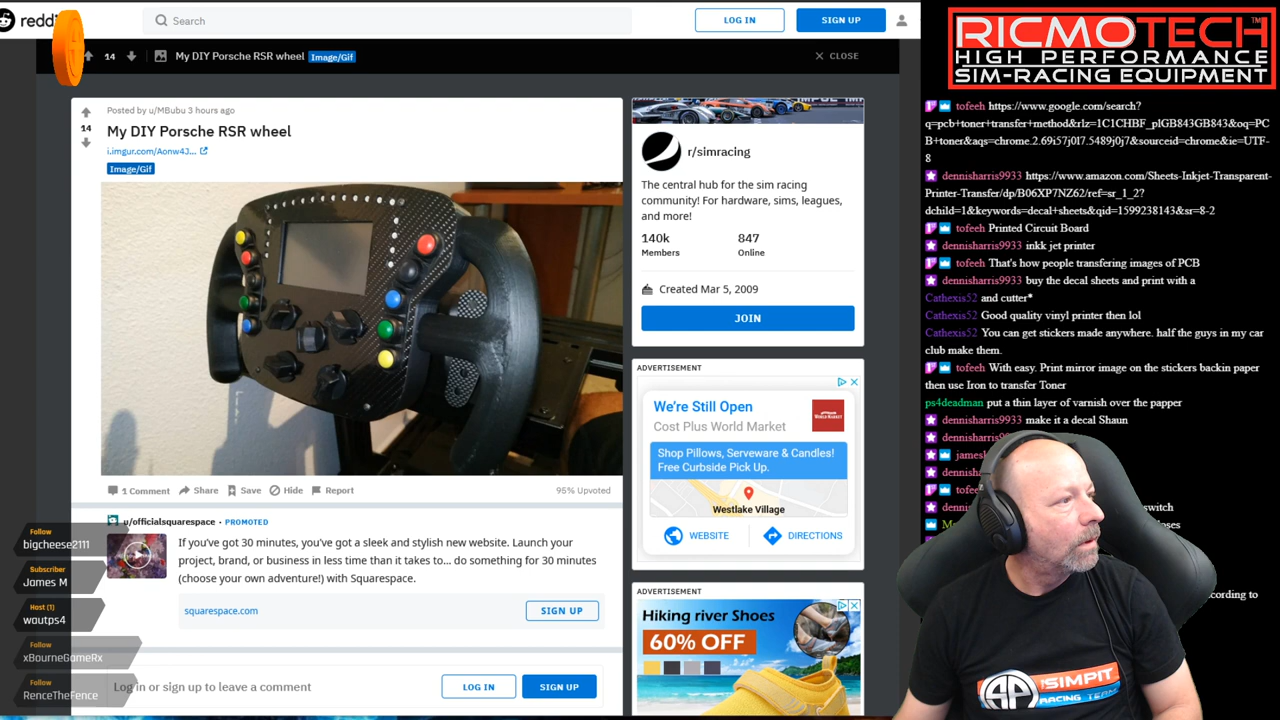 reddi
Search
LOG IN
SIGN UP
14
My DIY Porsche RSR wheel
Image/Gif
CLOSE
Posted by u/MBubu 3 hours ago
14
My DIY Porsche RSR wheel
i.imgur.com/Aonw4J...
Image/Gif
1 Comment
Share
Save
Hide
Report
95% Upvoted
u/officialsquarespace • PROMOTED
If you've got 30 minutes, you've got a sleek and stylish new website. Launch your
project, brand, or business in less time than it takes to... do something for 30 minutes
(choose your own adventure!) with Squarespace.
squarespace.com
SIGN UP
Log in or sign up to leave a comment
LOG IN
SIGN UP
r/simracing
The central hub for the sim racing
community! For hardware, sims, leagues,
and more!
140k
847
Members
Online
Created Mar 5, 2009
JOIN
ADVERTISEMENT
We're Still Open
Cost Plus World Market
Shop Pillows, Serveware & Candles!
Free Curbside Pick Up.
Westlake Village
WEBSITE
DIRECTIONS
ADVERTISEMENT
Hiking river Shoes
60% OFF
Follow
bigcheese2111
Subscriber
James M
Host (1)
woutps4
Follow
xBourneGameRx
Follow
RenceTheFence
RICMOTECH™
HIGH PERFORMANCE
SIM-RACING EQUIPMENT
tofeeh https://www.google.com/search?
q=pcb+toner+transfer+method&rlz=1C1CHBF_plGB843GB843&oq=PC
B+toner&aqs=chrome.2.69i57j0l7.5489j0j7&sourceid=chrome&ie=UTF-
8
dennisharris9933 https://www.amazon.com/Sheets-Inkjet-Transparent-
Printer-Transfer/dp/B06XP7NZ62/ref=sr_1_2?
dchild=1&keywords=decal+sheets&qid=1599238143&sr=8-2
tofeeh Printed Circuit Board
dennisharris9933 inkk jet printer
tofeeh That's how people transfering images of PCB
dennisharris9933 buy the decal sheets and print with a
Cathexis52 and cutter*
Cathexis52 Good quality vinyl printer then lol
Cathexis52 You can get stickers made anywhere. half the guys in my car
club make them.
tofeeh With easy. Print mirror image on the stickers backin paper
then use Iron to transfer Toner
ps4deadman put a thin layer of varnish over the papper
dennisharris9933 make it a decal Shaun
switch
cording to
THE SIMPIT
RACING TEAM